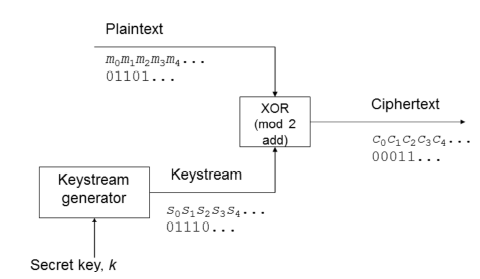 Plaintext
m0m1m2m3m4...
01101...
XOR
(mod 2
add)
Ciphertext
c0c1c2c3c4...
00011...
Keystream
generator
Keystream
s0s1s2s3s4...
01110...
Secret key, k